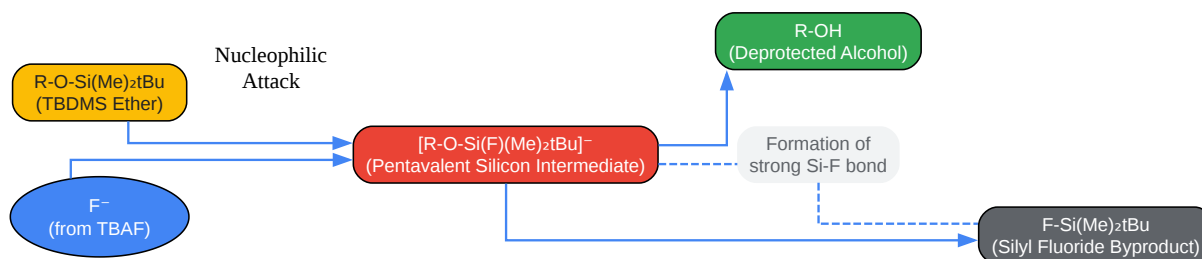 R-OH
(Deprotected Alcohol)
Nucleophilic
Attack
R-O-Si(Me)₂tBu
(TBDMS Ether)
[R-O-Si(F)(Me)₂tBu]⁻
(Pentavalent Silicon Intermediate)
Formation of
strong Si-F bond
F⁻
(from TBAF)
F-Si(Me)₂tBu
(Silyl Fluoride Byproduct)